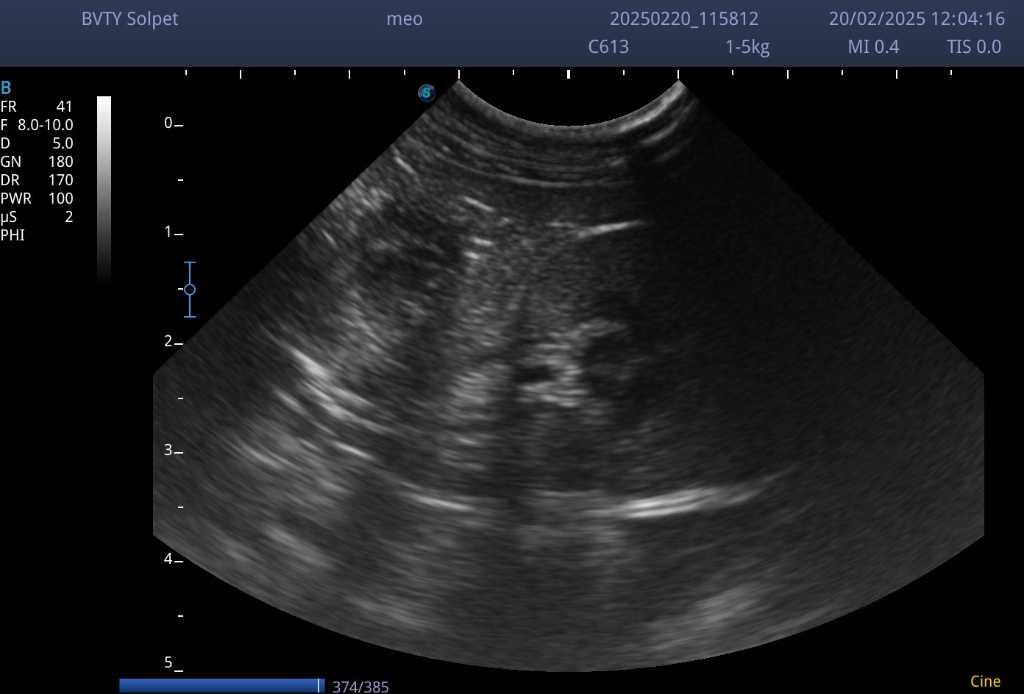 BVTY Solpet meo 20250220_115812 20/02/2025 12:04:16
C613 1-5kg MI 0.4 TIS 0.0
B
S
FR 41
F 8.0-10.0
D 5.0
GN 180
DR 170
PWR 100
µS 2
PHI
0
1
2
3
4
5
374/385
Cine